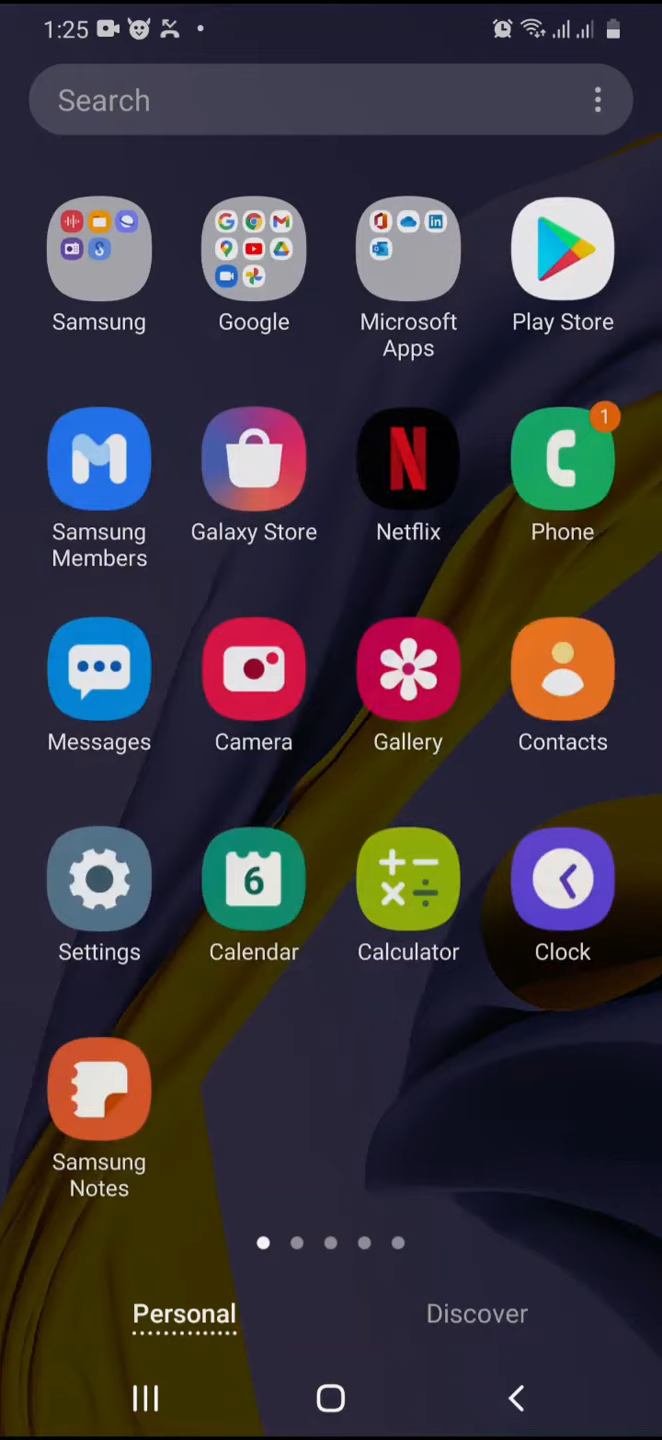 1:25
Search
Samsung
Google
Microsoft
Apps
Play Store
Samsung
Members
Galaxy Store
Netflix
1
Phone
Messages
Camera
Gallery
Contacts
6
Settings
Calendar
Calculator
Clock
Samsung
Notes
Personal
Discover